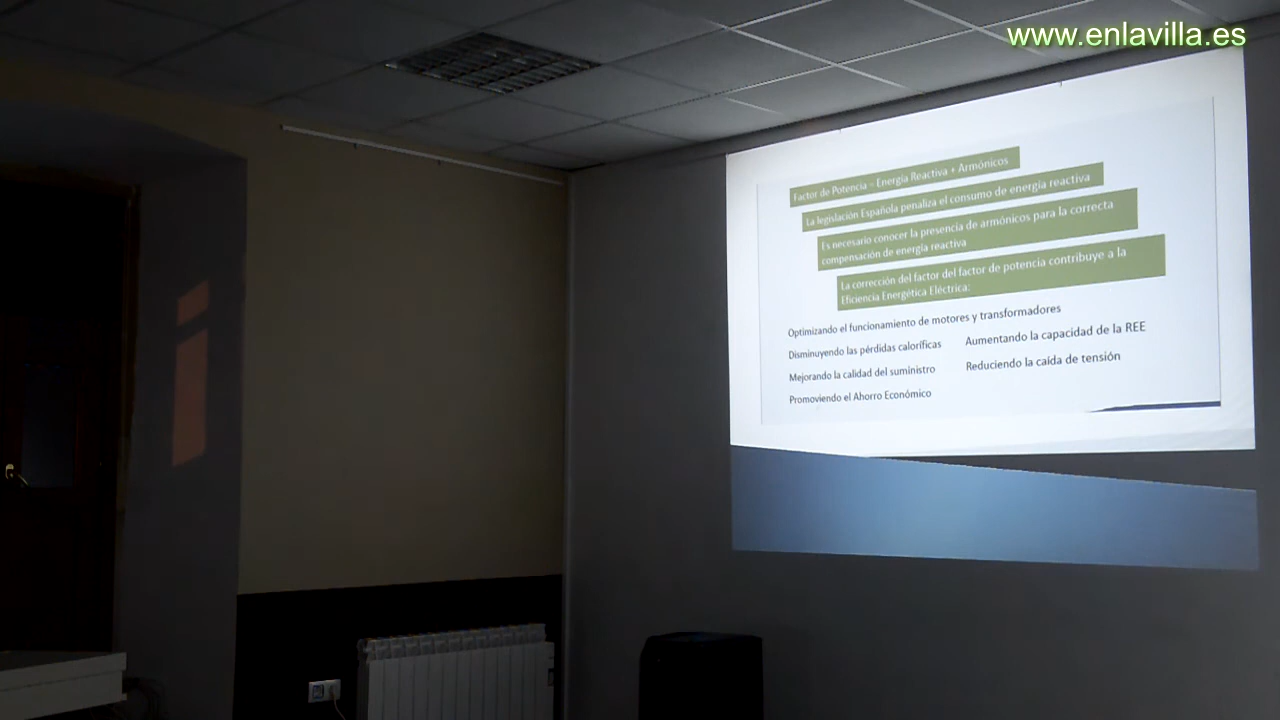 www.enlavilla.es
Factor de Potencia – Energía Reactiva + Armónicos
La legislación Española penaliza el consumo de energía reactiva
Es necesario conocer la presencia de armónicos para la correcta
compensación de energía reactiva
La corrección del factor del factor de potencia contribuye a la
Eficiencia Energética Eléctrica:
Optimizando el funcionamiento de motores y transformadores
Disminuyendo las pérdidas caloríficas
Aumentando la capacidad de la REE
Mejorando la calidad del suministro
Reduciendo la caída de tensión
Promoviendo el Ahorro Económico